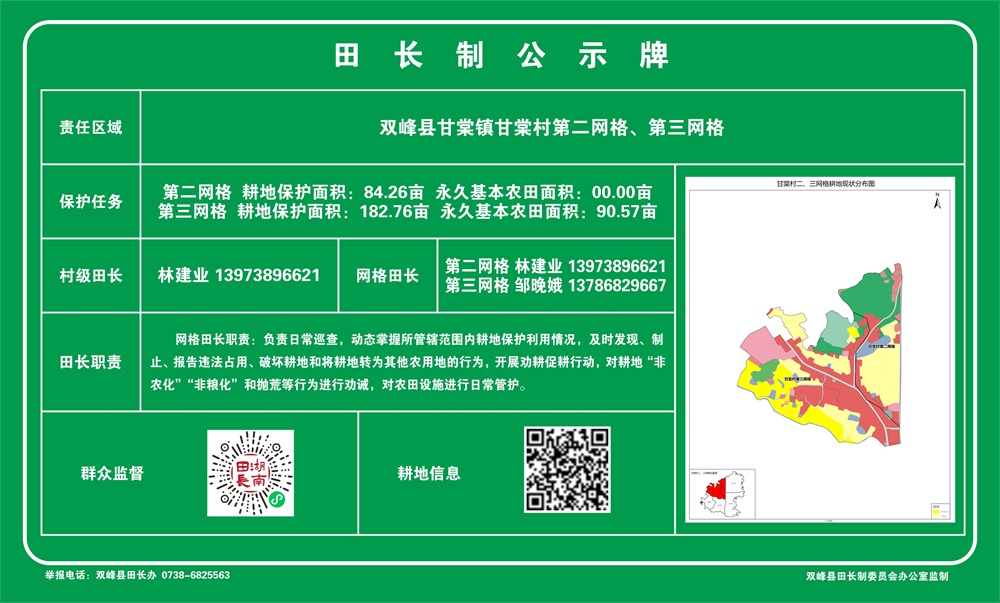 田长制公示牌
责任区域
双峰县甘棠镇甘棠村第二网格、第三网格
保护任务
第二网格 耕地保护面积：84.26亩 永久基本农田面积：00.00亩
第三网格 耕地保护面积：182.76亩 永久基本农田面积：90.57亩
村级田长
林建业 13973896621
网格田长
第二网格 林建业 13973896621
第三网格 邹晚娥 13786829667
田长职责
网格田长职责：负责日常巡查，动态掌握所管辖范围内耕地保护利用情况，及时发现、制
止、报告违法占用、破坏耕地和将耕地转为其他农用地的行为，开展劝耕促耕行动，对耕地“非
农化”“非粮化”和抛荒等行为进行劝诫，对农田设施进行日常管护。
甘棠村二、三网格耕地现状分布图
N
甘棠村第二网格
甘棠村第三网格
群众监督
湖南
田長
耕地信息
举报电话：双峰县田长办 0738-6825563
双峰县田长制委员会办公室监制